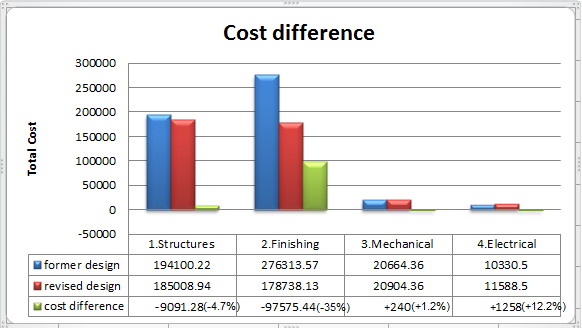 Cost difference
300000
250000
200000
150000
100000
50000
0
-50000
Total Cost
1.Structures 2.Finishing 3.Mechanical 4.Electrical
former design 194100.22 276313.57 20664.36 10330.5
revised design 185008.94 178738.13 20904.36 11588.5
cost difference -9091.28(-4.7%) -97575.44(-35%) +240(+1.2%) +1258(+12.2%)